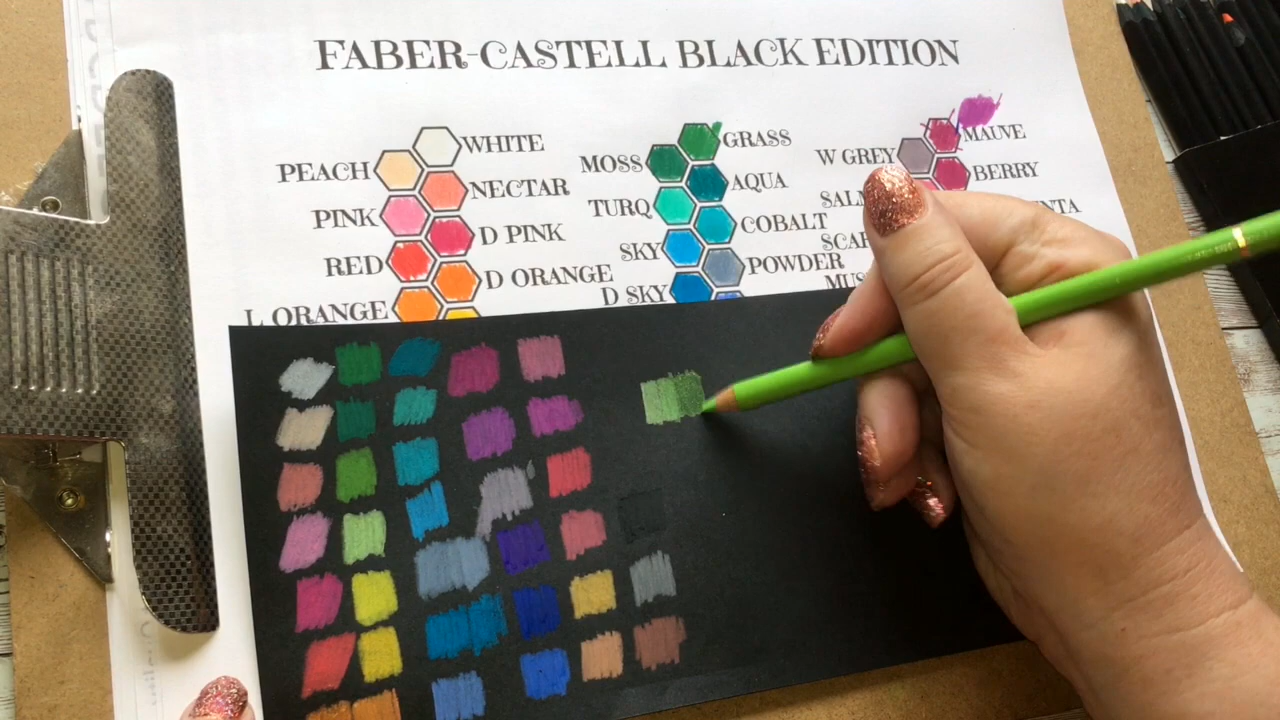 FABER-CASTELL BLACK EDITION
WHITE
PEACH
NECTAR
PINK
D PINK
RED
D ORANGE
L ORANGE
GRASS
MOSS
AQUA
TURQ
COBALT
SKY
POWDER
D SKY
MAUVE
W GREY
BERRY